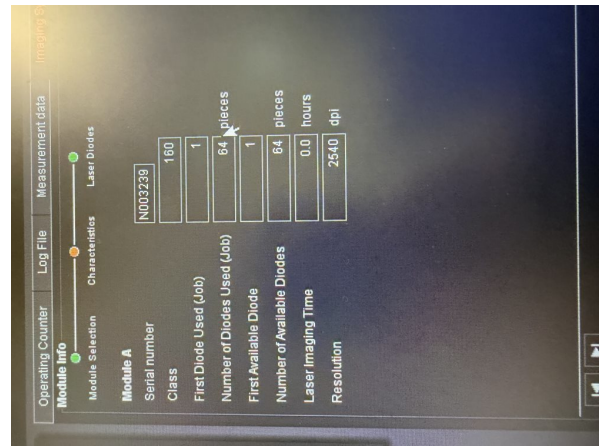 Operating Counter Log File Measurement data Imaging
Module Info
Module Selection Characteristics Laser Diodes
Module A
Serial number N003239
Class 160
First Diode Used (Job) 1
Number of Diodes Used (Job) 64 pieces
First Available Diode 1
Number of Available Diodes 64 pieces
Laser Imaging Time 0.0 hours
Resolution 2540 dpi